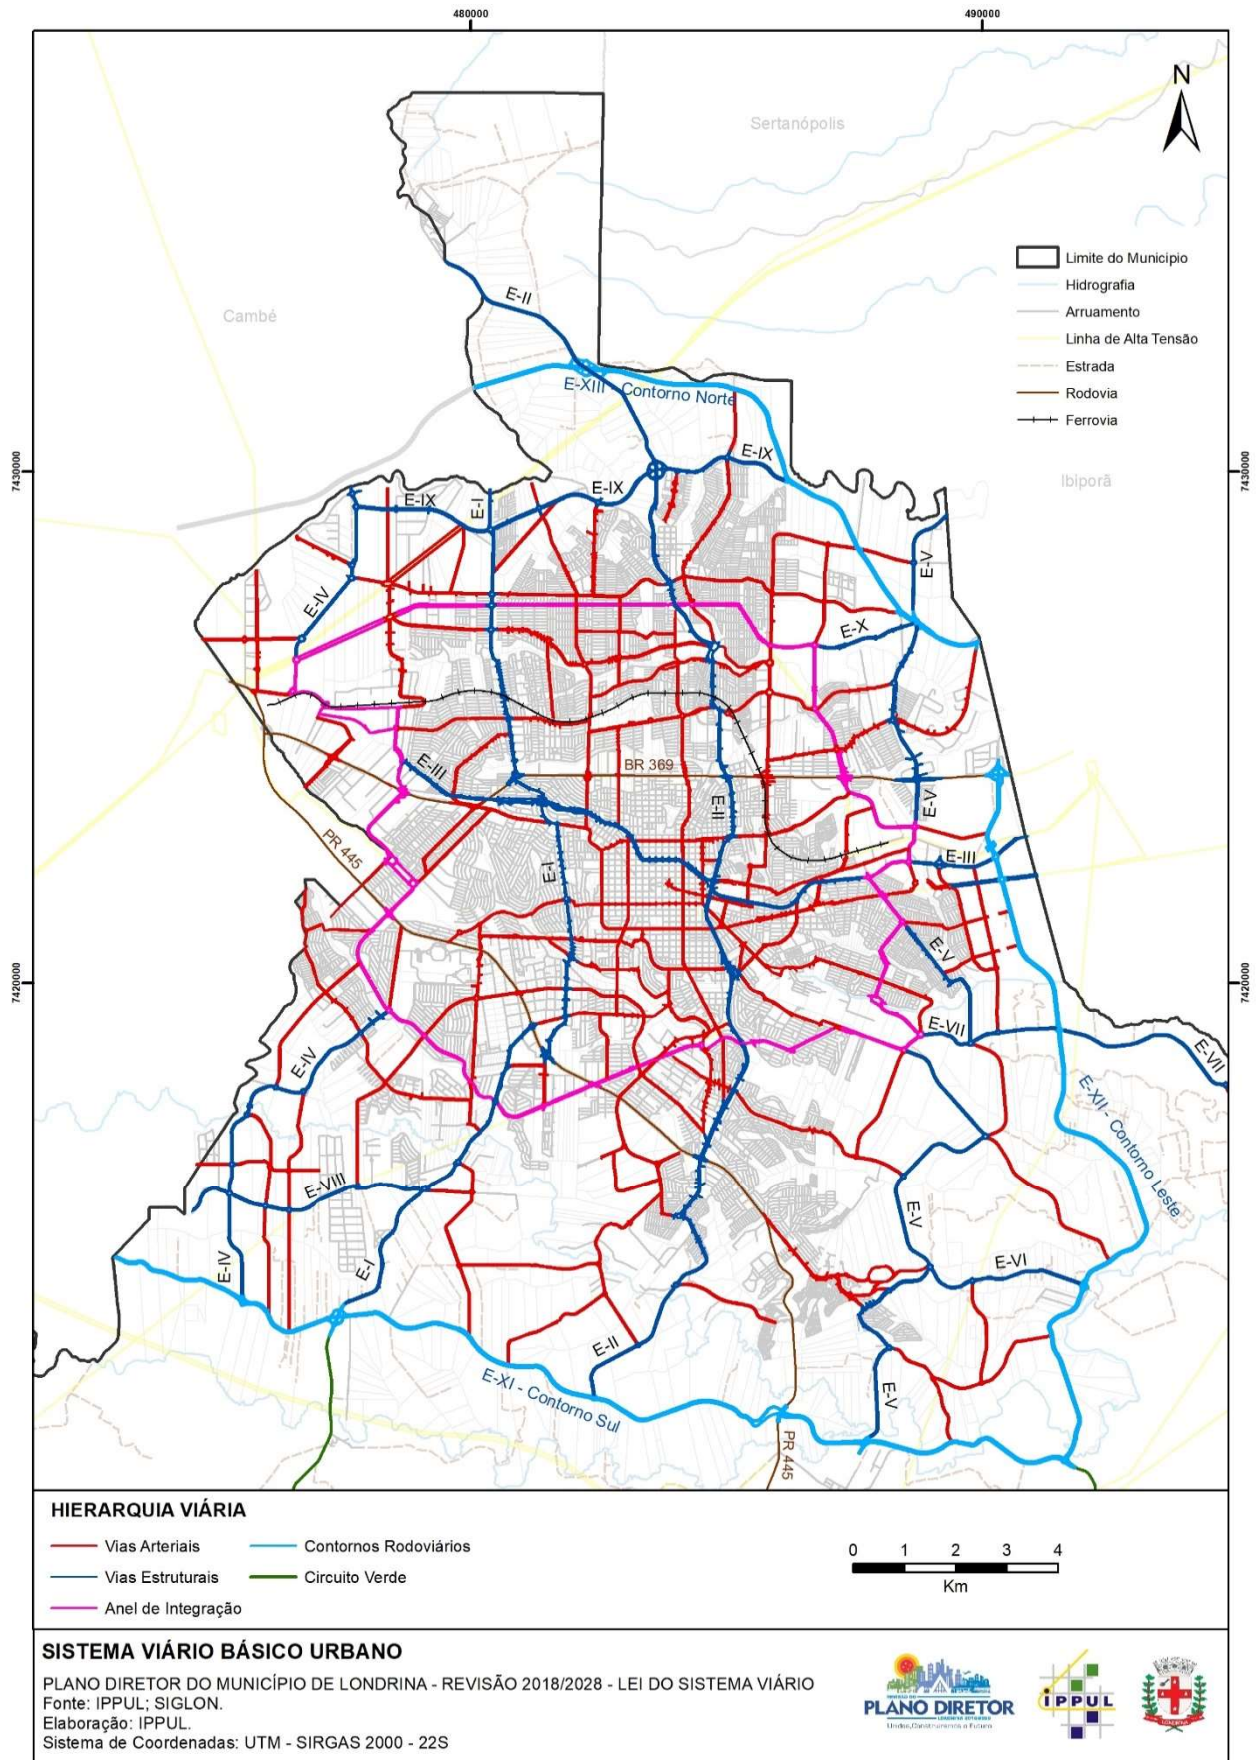 480000
490000
N
Sertanópolis
Limite do Municipio
Hidrografia
Arruamento
Linha de Alta Tensão
Estrada
Rodovia
Ferrovia
Cambé
E-II
E-XIII - Contorno Norte
7430000
7430000
E-IX
E-IX
E-IX
E-I
Ibiporã
E-V
E-IV
E-X
BR 369
E-III
E-II
E-V
PR 445
E-I
E-III
E-V
7420000
7420000
E-VII
E-VII
E-IV
E-XII - Contorno Leste
E-VIII
E-V
E-IV
E-I
E-VI
E-II
E-XI - Contorno Sul
E-V
PR 445
HIERARQUIA VIÁRIA
Vias Arteriais
Contornos Rodoviários
Vias Estruturais
Circuito Verde
Anel de Integração
0 1 2 3 4
Km
SISTEMA VIÁRIO BÁSICO URBANO
PLANO DIRETOR DO MUNICÍPIO DE LONDRINA - REVISÃO 2018/2028 - LEI DO SISTEMA VIÁRIO
Fonte: IPPUL; SIGLON.
Elaboração: IPPUL.
Sistema de Coordenadas: UTM - SIRGAS 2000 - 22S
PLANO DIRETOR
IPPUL
LONDRINA